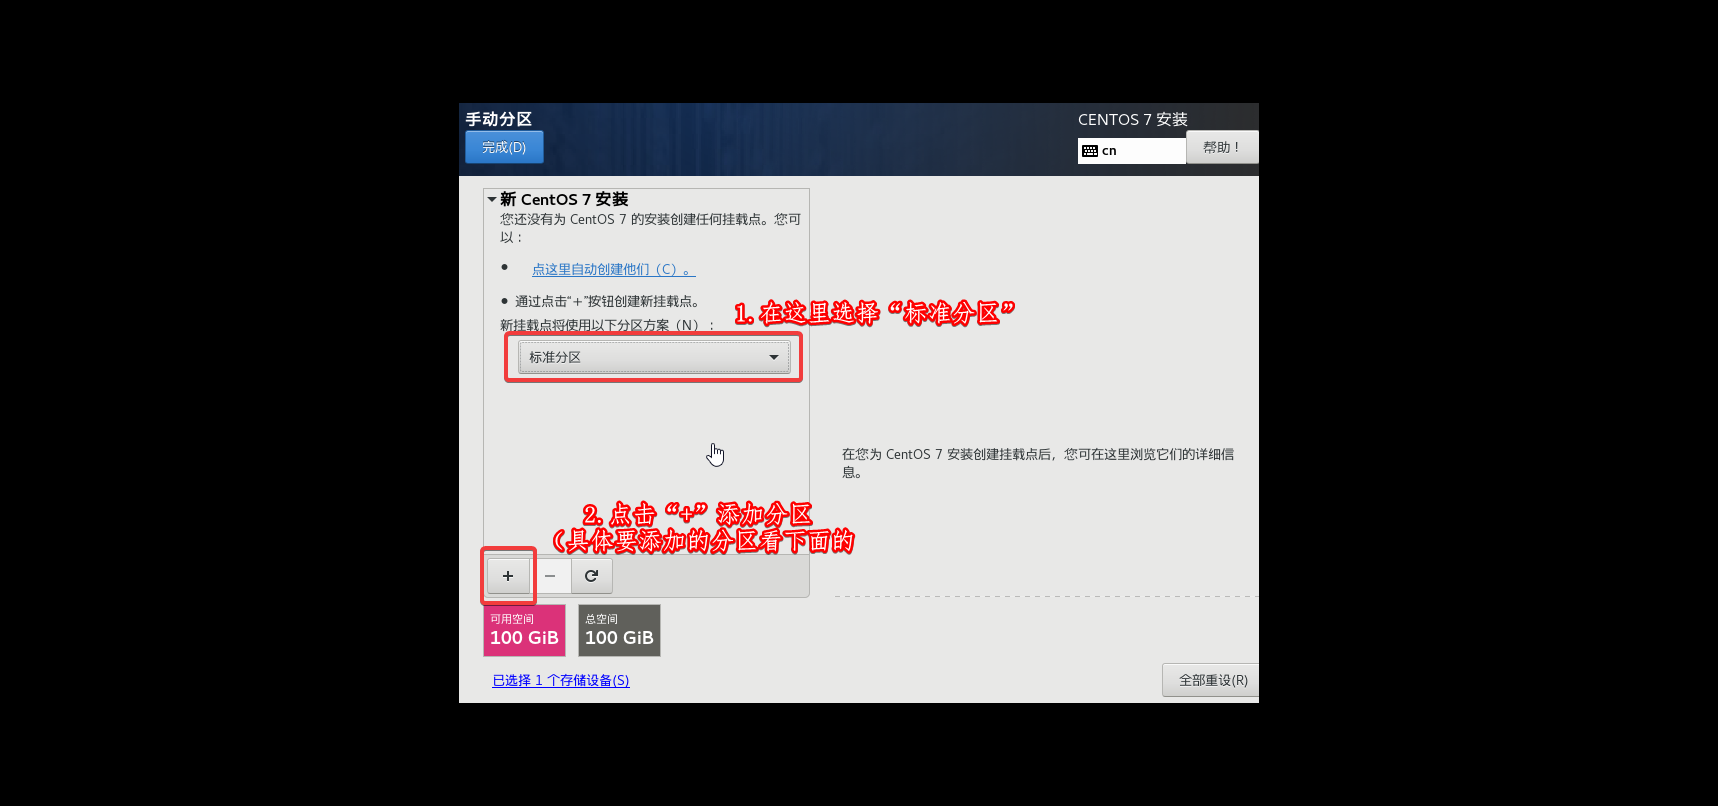 手动分区
CENTOS 7 安装
完成(D)
cn
帮助！
新 CentOS 7 安装
您还没有为 CentOS 7 的安装创建任何挂载点。您可
以：
点这里自动创建他们（C）。
通过点击“+”按钮创建新挂载点。
1.在这里选择“标准分区”
新挂载点将使用以下分区方案（N）：
标准分区
在您为 CentOS 7 安装创建挂载点后，您可在这里浏览它们的详细信
息。
2.点击“+”添加分区
（具体要添加的分区看下面的
+ −
可用空间
100 GiB
总空间
100 GiB
已选择 1 个存储设备(S)
全部重设(R)